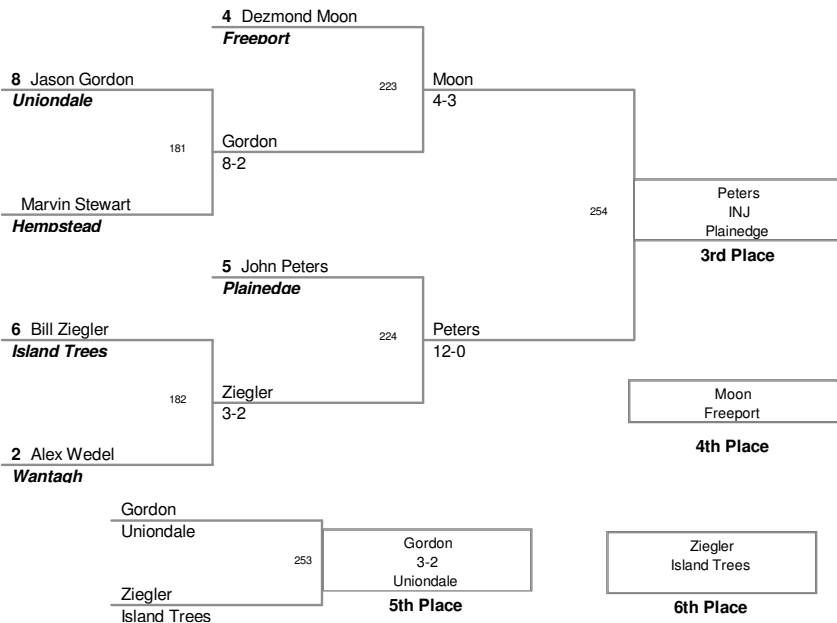 4 Dezmond Moon
Freeport
8 Jason Gordon
Uniondale
223
Moon
4-3
181
Gordon
8-2
Marvin Stewart
Hempstead
254
Peters
INJ
Plainedge
3rd Place
5 John Peters
Plainedge
6 Bill Ziegler
Island Trees
224
Peters
12-0
182
Ziegler
3-2
Moon
Freeport
4th Place
2 Alex Wedel
Wantagh
Gordon
Uniondale
253
Gordon
3-2
Uniondale
5th Place
Ziegler
Island Trees
Ziegler
Island Trees
6th Place